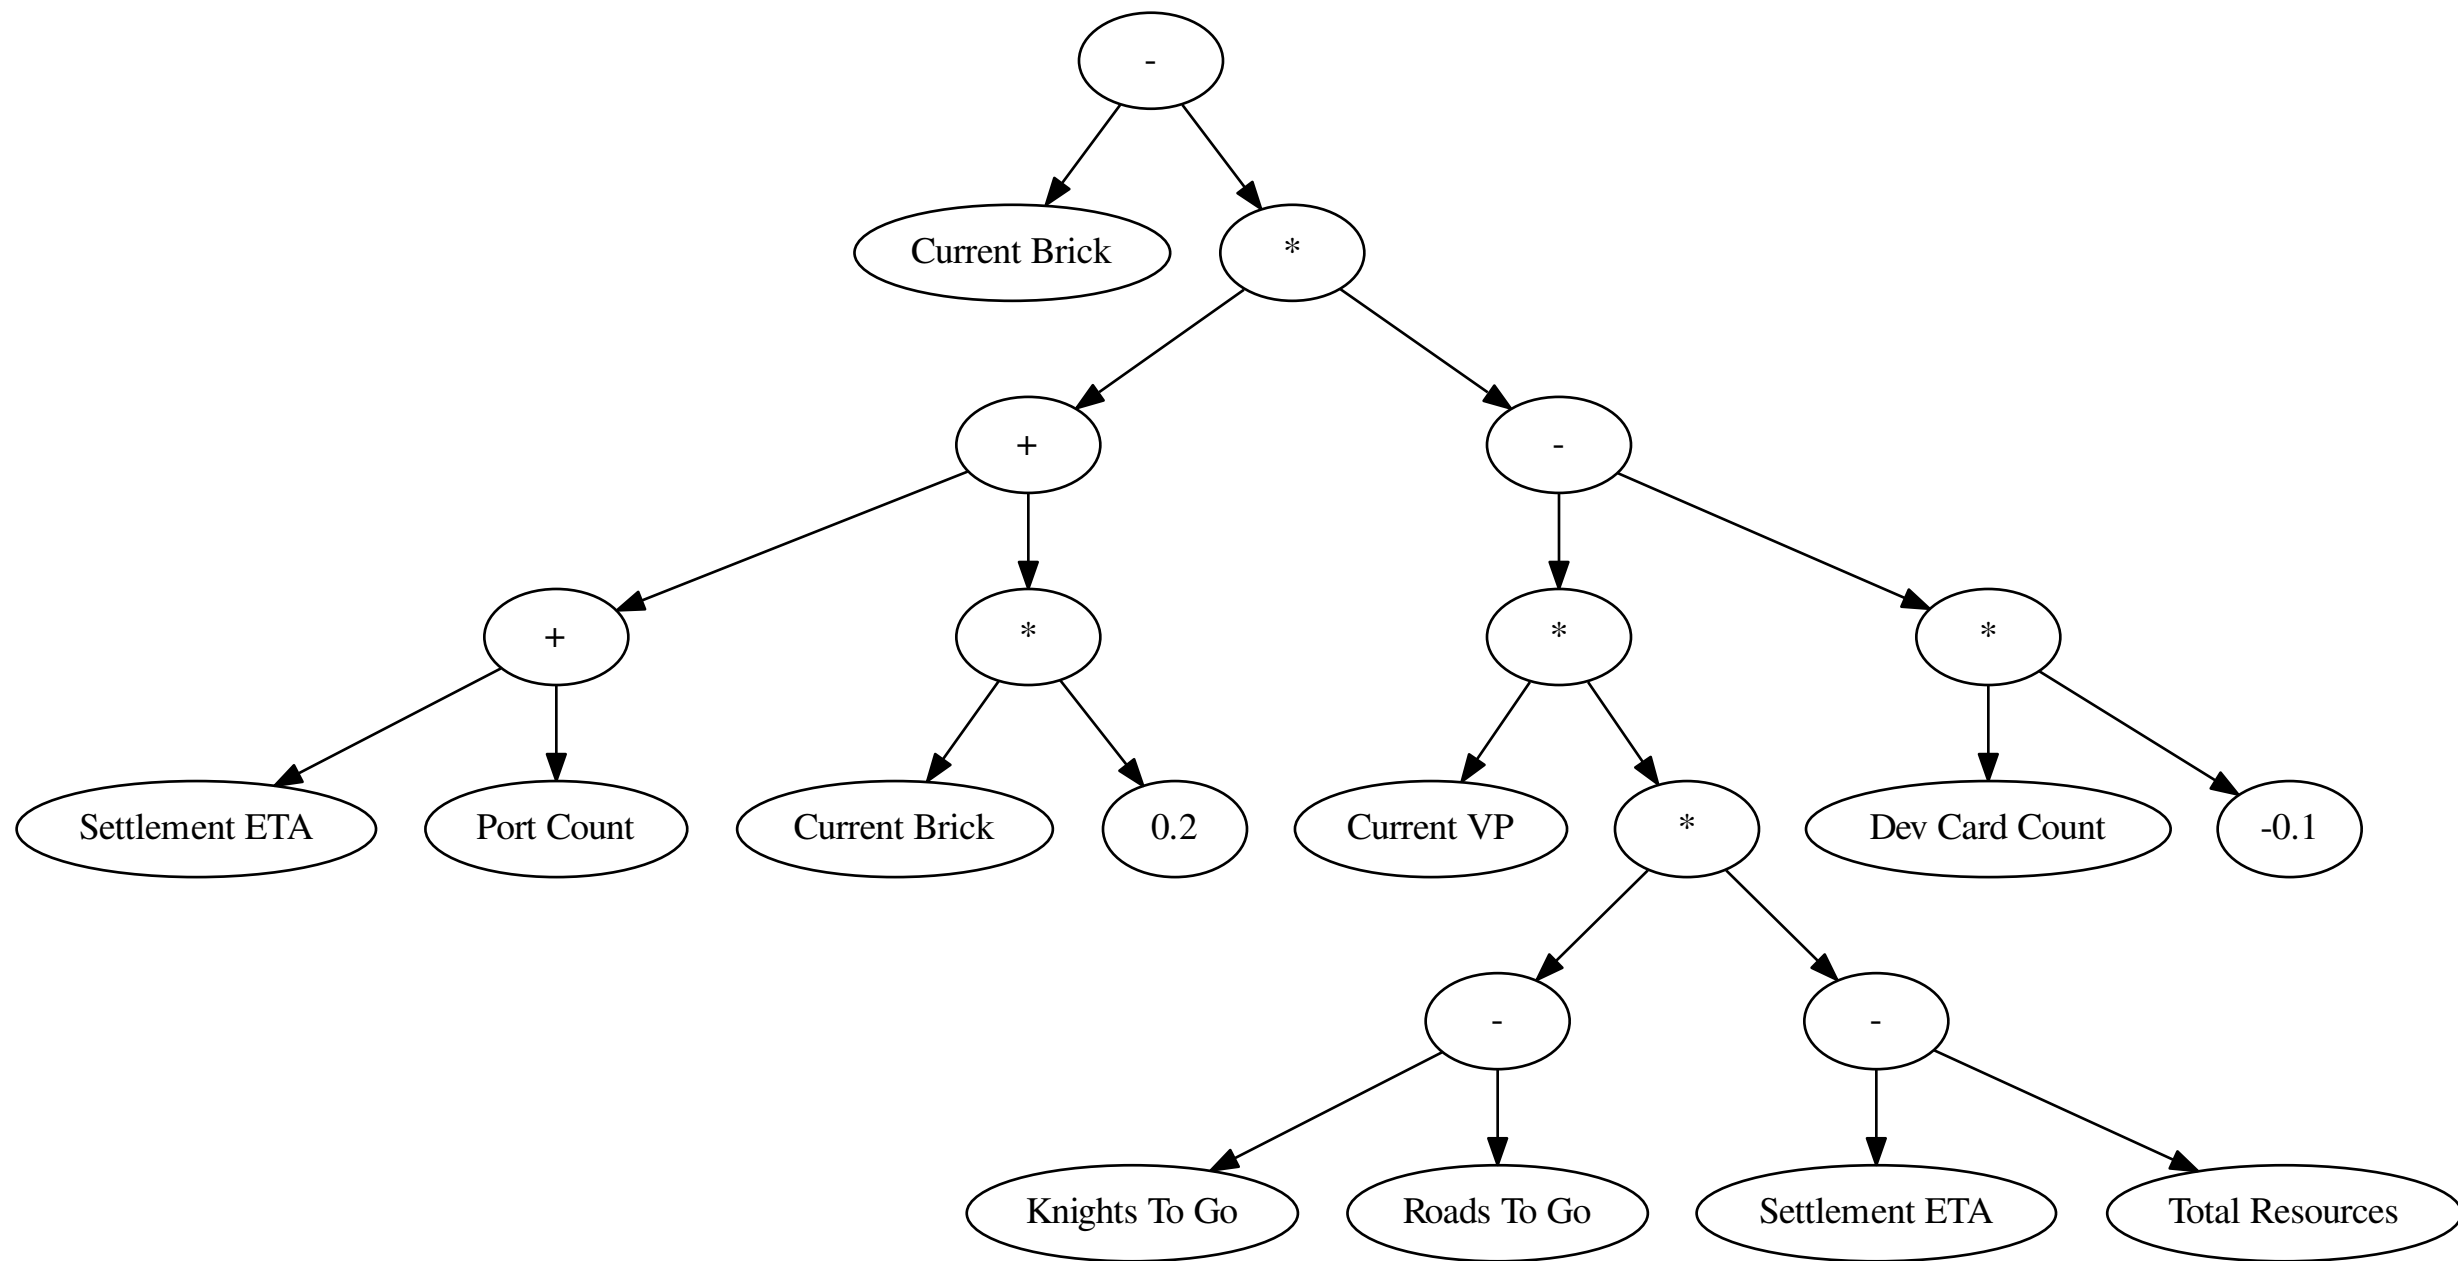 -
Current Brick
*
+
-
+
*
*
*
Settlement ETA
Port Count
Current Brick
0.2
Current VP
*
Dev Card Count
-0.1
-
-
Knights To Go
Roads To Go
Settlement ETA
Total Resources